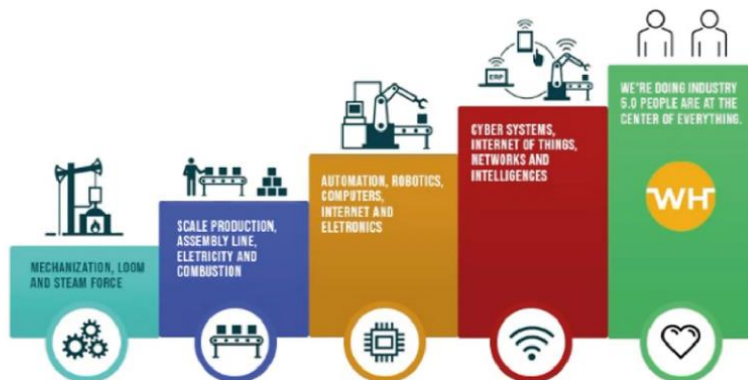 MECHANIZATION, LOOM
AND STEAM FORCE
SCALE PRODUCTION,
ASSEMBLY LINE,
ELETRICITY AND
COMBUSTION
AUTOMATION, ROBOTICS,
COMPUTERS,
INTERNET AND
ELETRONICS
ERP
CYBER SYSTEMS,
INTERNET OF THINGS,
NETWORKS AND
INTELLIGENCES
WE'RE DOING INDUSTRY
5.0 PEOPLE ARE AT THE
CENTER OF EVERYTHING.
WH